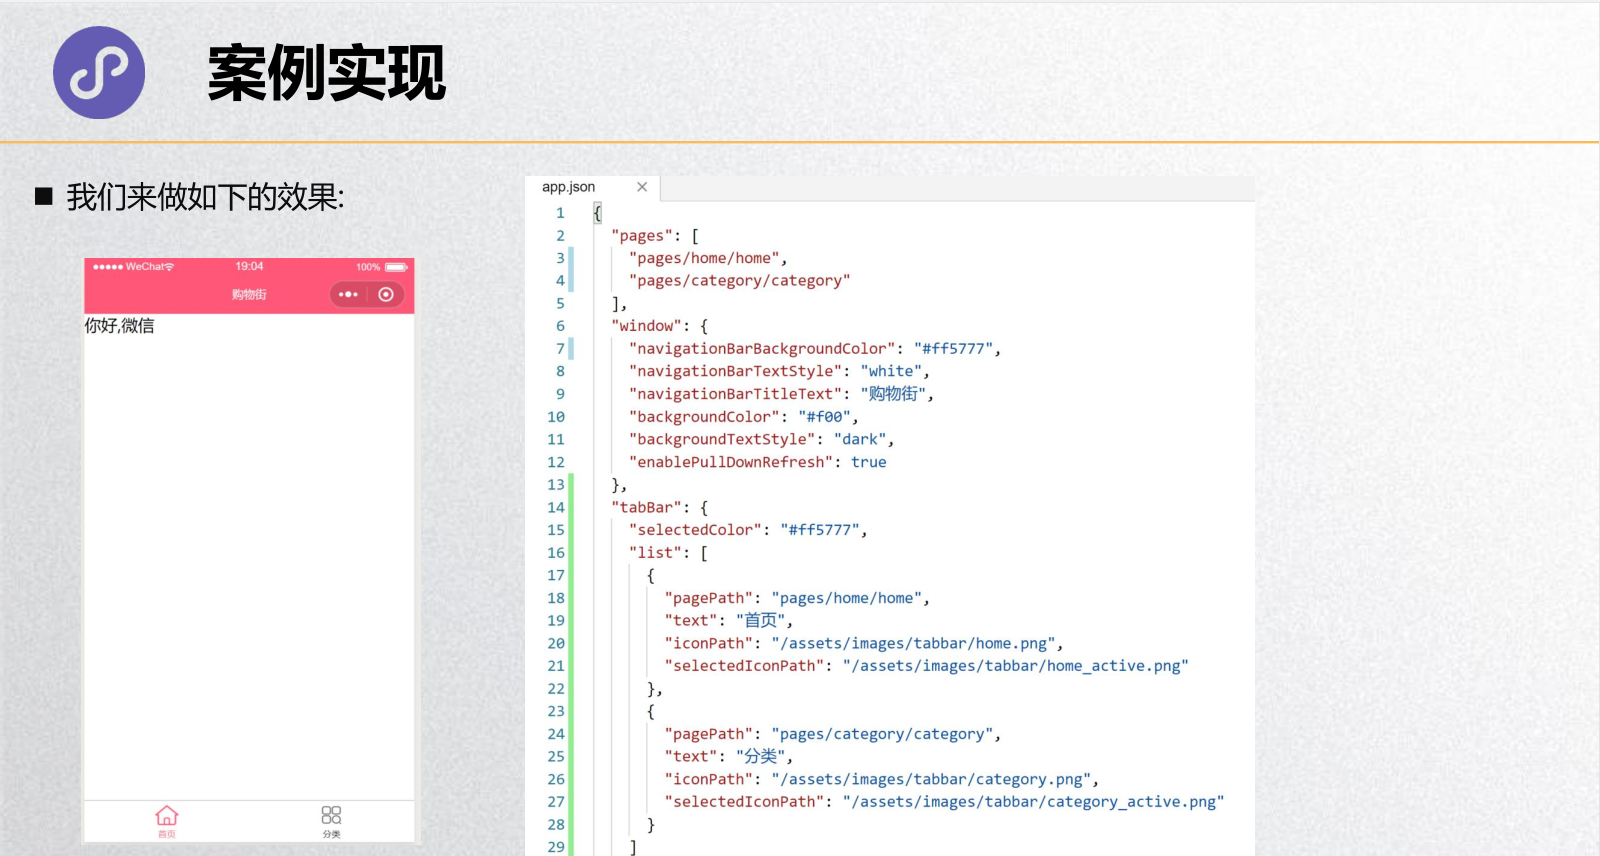 案例实现
■ 我们来做如下的效果:
●●●●● WeChat 19:04 100%
购物街
你好,微信
首页 分类
app.json ×
1 {
2 "pages": [
3 "pages/home/home",
4 "pages/category/category"
5 ],
6 "window": {
7 "navigationBarBackgroundColor": "#ff5777",
8 "navigationBarTextStyle": "white",
9 "navigationBarTitleText": "购物街",
10 "backgroundColor": "#f00",
11 "backgroundTextStyle": "dark",
12 "enablePullDownRefresh": true
13 },
14 "tabBar": {
15 "selectedColor": "#ff5777",
16 "list": [
17 {
18 "pagePath": "pages/home/home",
19 "text": "首页",
20 "iconPath": "/assets/images/tabbar/home.png",
21 "selectedIconPath": "/assets/images/tabbar/home_active.png"
22 },
23 {
24 "pagePath": "pages/category/category",
25 "text": "分类",
26 "iconPath": "/assets/images/tabbar/category.png",
27 "selectedIconPath": "/assets/images/tabbar/category_active.png"
28 }
29 ]